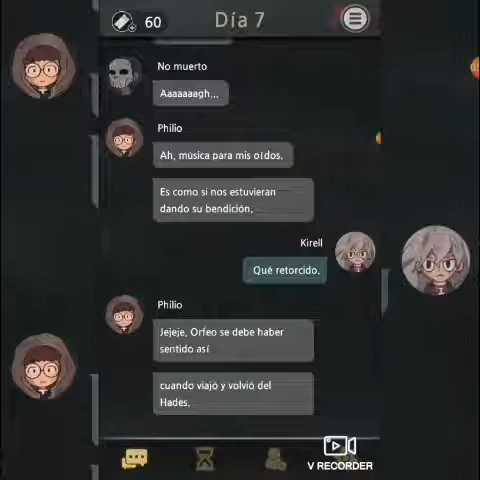 60
Día 7
No muerto
Aaaaaaagh...
Philio
Ah, música para mis oídos.
Es como si nos estuvieran
dando su bendición.
Kirell
Qué retorcido.
Philio
Jejeje, Orfeo se debe haber
sentido así
cuando viajó y volvió del
Hades.
V RECORDER